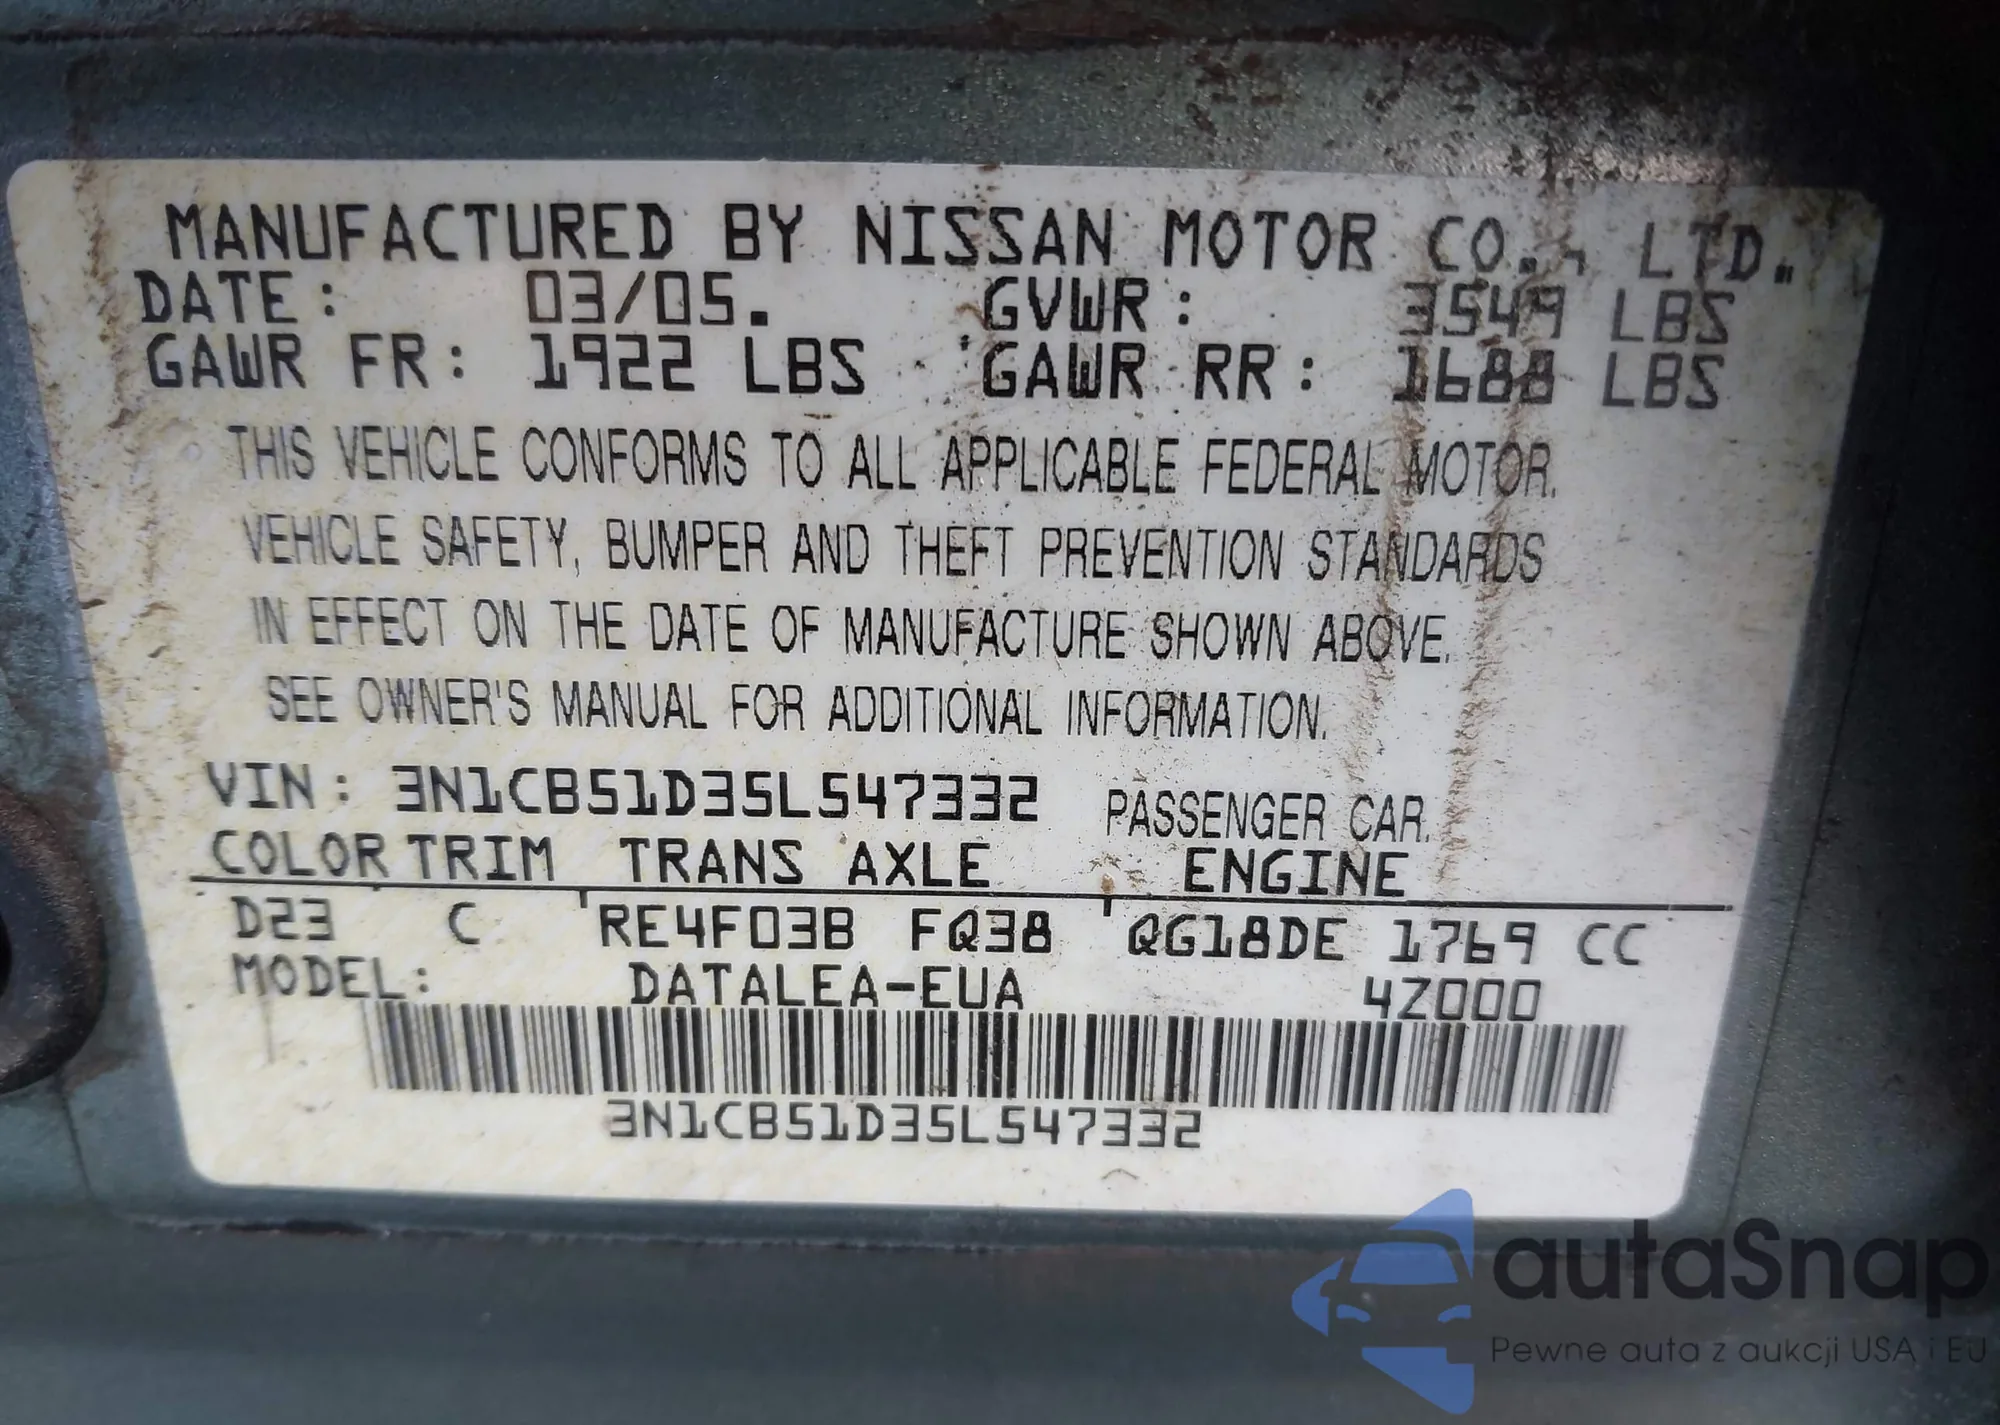 MANUFACTURED BY NISSAN MOTOR CO., LTD.
DATE: 03/05. GVWR: 3549 LBS
GAWR FR: 1922 LBS GAWR RR: 1688 LBS
THIS VEHICLE CONFORMS TO ALL APPLICABLE FEDERAL MOTOR.
VEHICLE SAFETY, BUMPER AND THEFT PREVENTION STANDARDS
IN EFFECT ON THE DATE OF MANUFACTURE SHOWN ABOVE.
SEE OWNER'S MANUAL FOR ADDITIONAL INFORMATION.
VIN: 3N1CB51D35L547332 PASSENGER CAR.
COLOR TRIM TRANS AXLE ENGINE
D23 C RE4F03B FQ38 QG18DE 1769 CC
MODEL: DATALEA-EUA 4Z000
3N1CB51D35L547332
autaSnap
Pewne auta z aukcji USA i EU